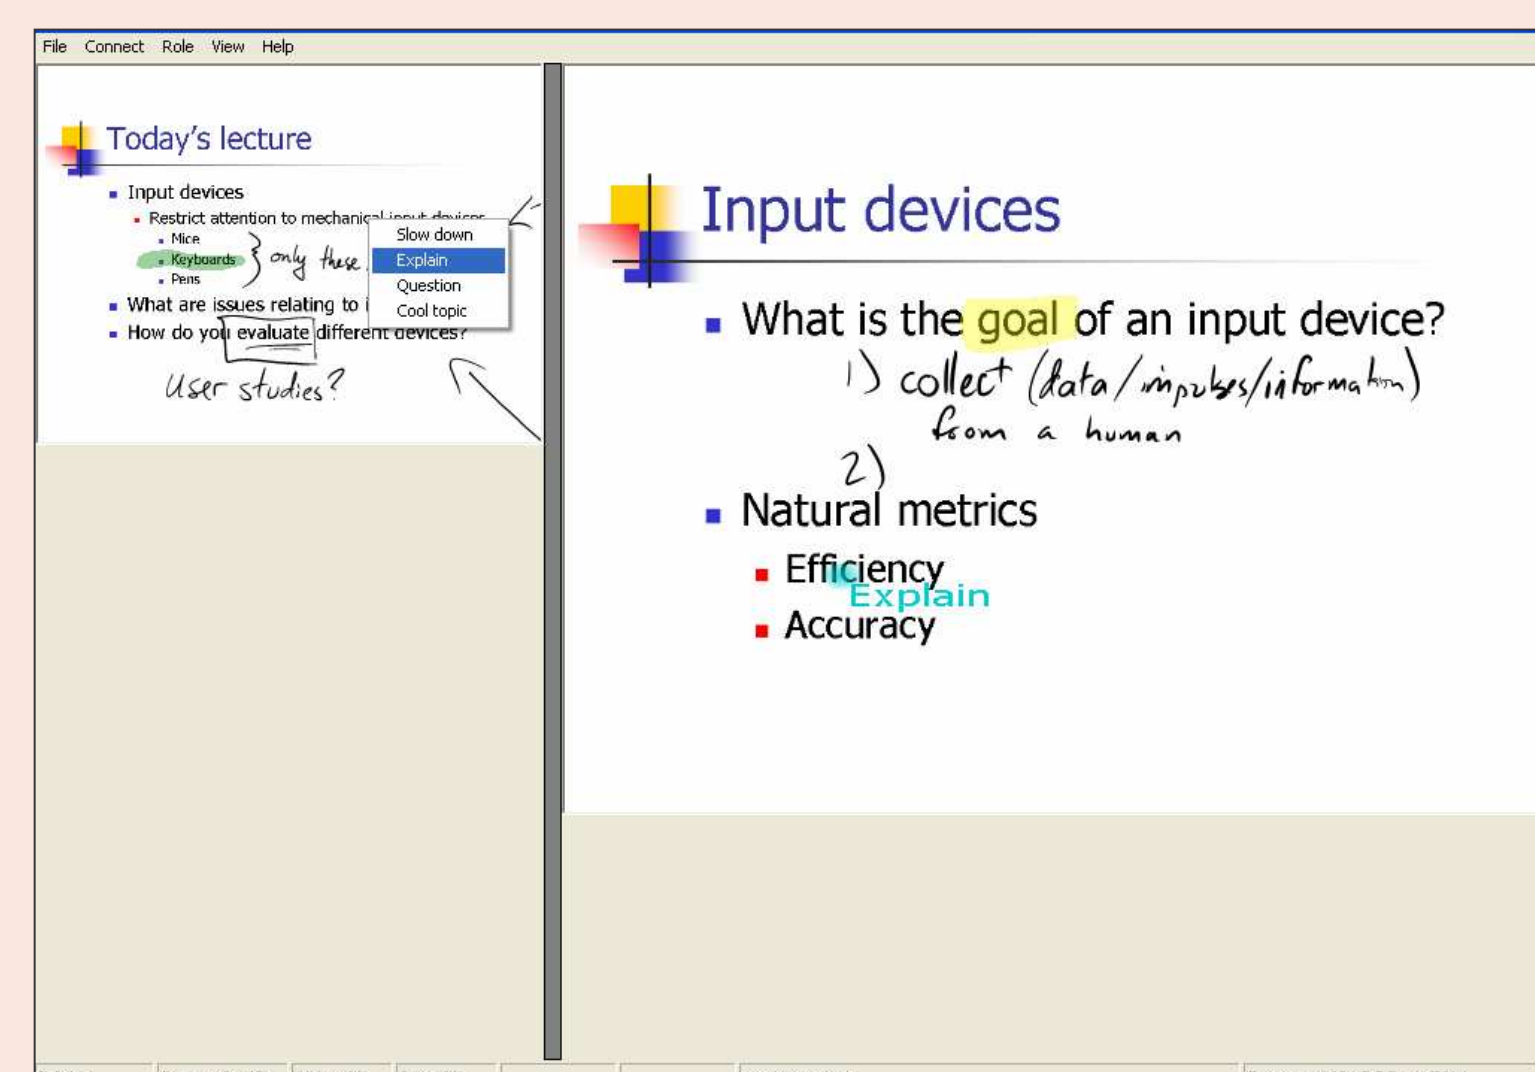 File Connect Role View Help
Today's lecture
Input devices
Restrict attention to mechanical input devices
Mice
Keyboards
Pens
only these
What are issues relating to i
How do you evaluate different devices?
User studies?
Slow down
Explain
Question
Cool topic
Input devices
What is the goal of an input device?
1) collect (data/impulses/information)
from a human
2)
Natural metrics
Efficiency
Explain
Accuracy